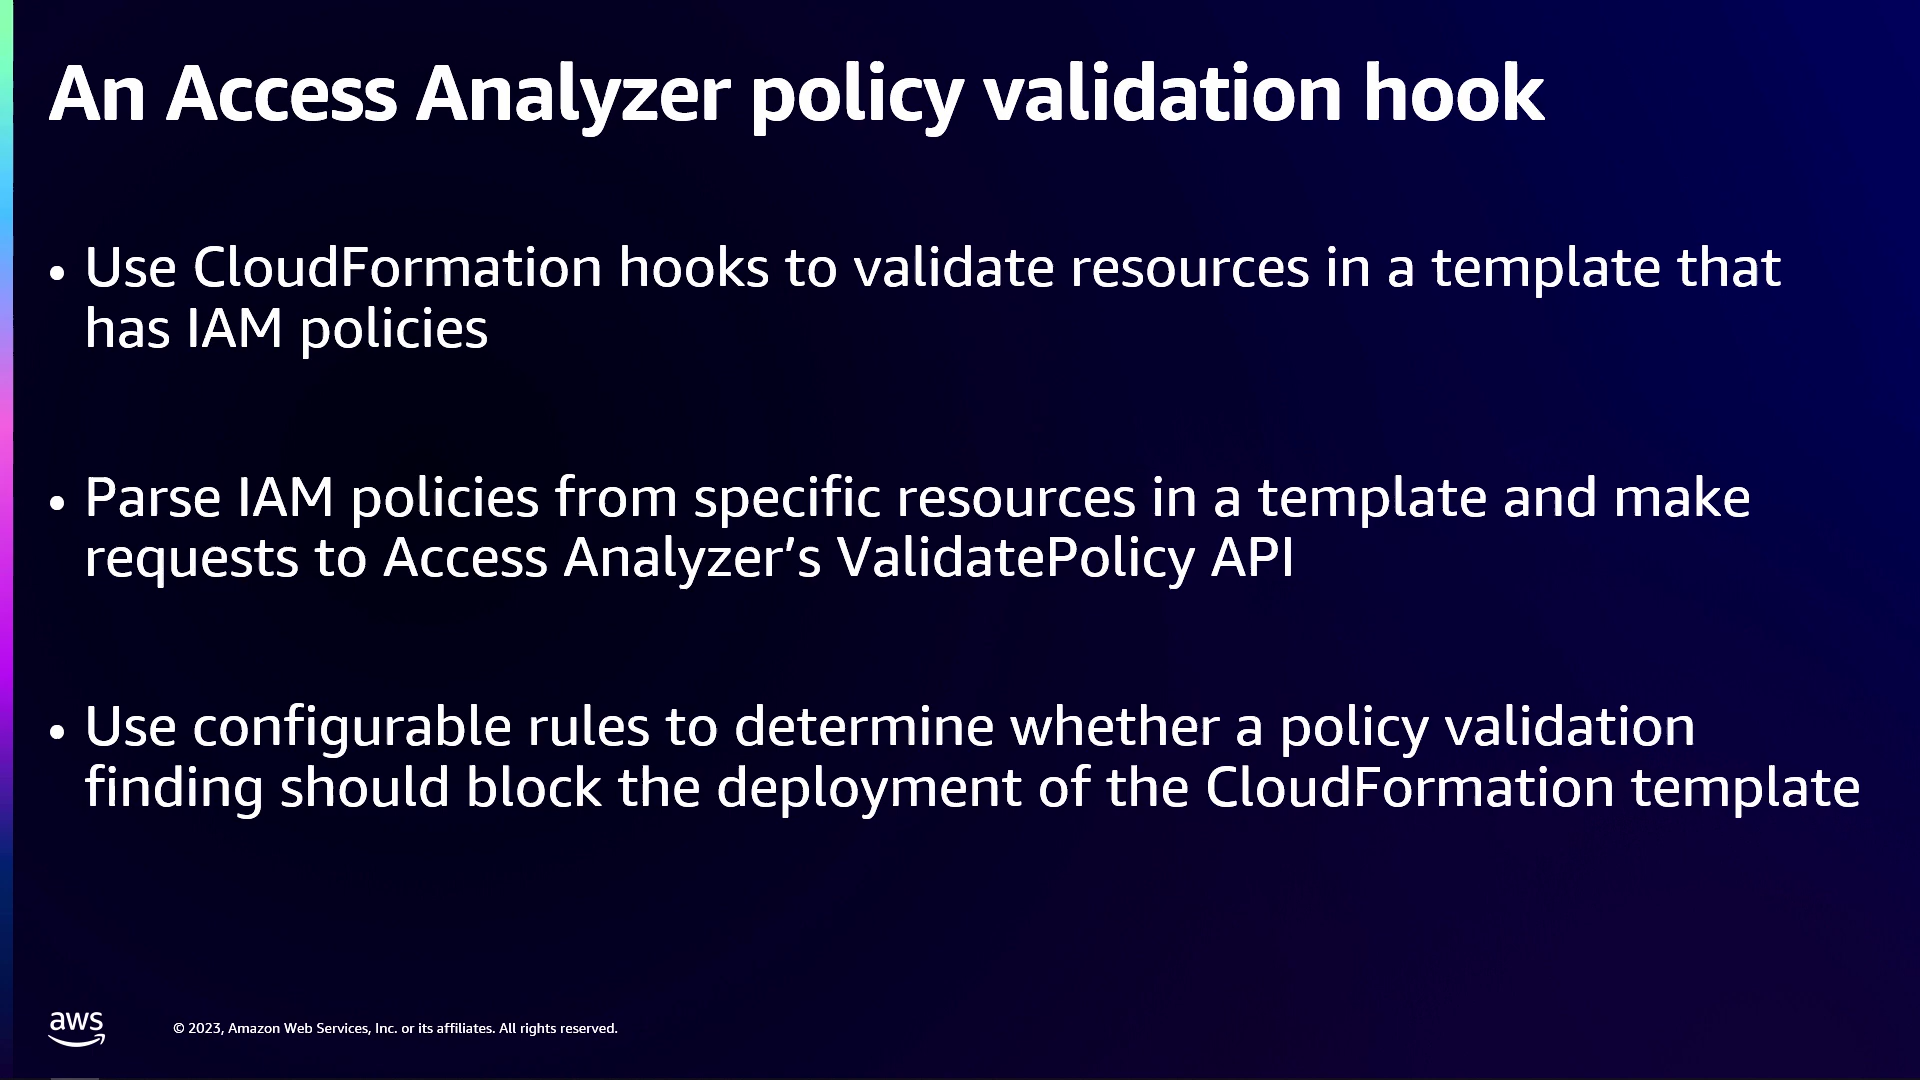 An Access Analyzer policy validation hook
• Use CloudFormation hooks to validate resources in a template that
has IAM policies
• Parse IAM policies from specific resources in a template and make
requests to Access Analyzer’s ValidatePolicy API
• Use configurable rules to determine whether a policy validation
finding should block the deployment of the CloudFormation template
aws
© 2023, Amazon Web Services, Inc. or its affiliates. All rights reserved.